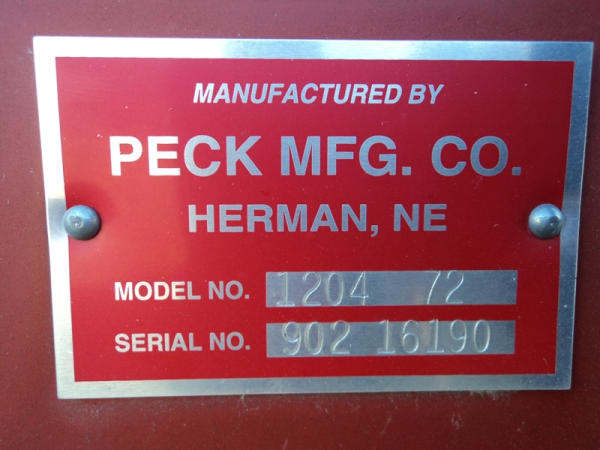 MANUFACTURED BY
PECK MFG. CO.
HERMAN, NE
MODEL NO. 1204 72
SERIAL NO. 902 16190